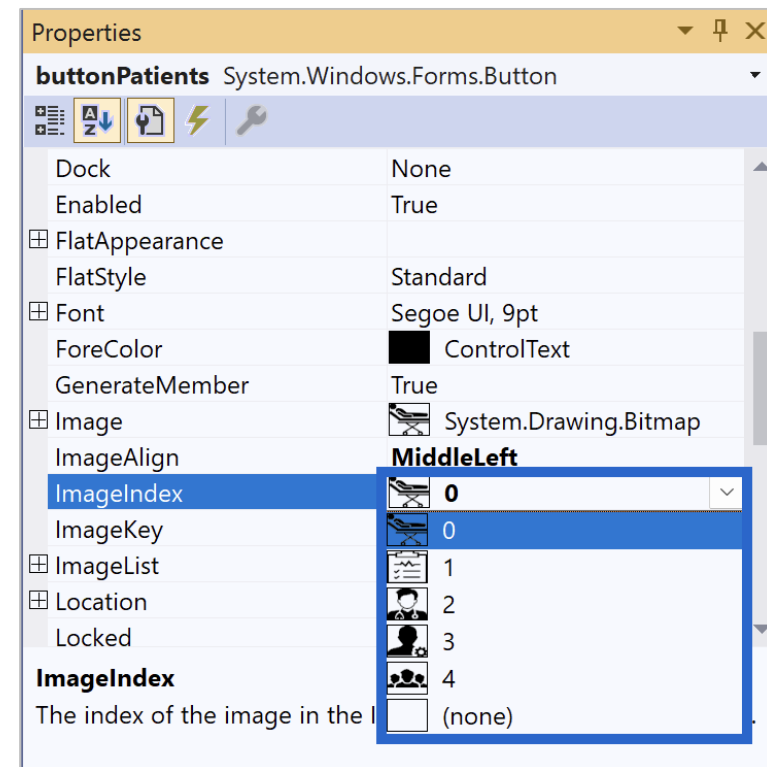 Properties
buttonPatients System.Windows.Forms.Button
Dock None
Enabled True
FlatAppearance
FlatStyle Standard
Font Segoe UI, 9pt
ForeColor ControlText
GenerateMember True
Image System.Drawing.Bitmap
ImageAlign MiddleLeft
ImageIndex 0
ImageKey 0
ImageList 1
Location 2
Locked 3
4
ImageIndex
The index of the image in the
(none)